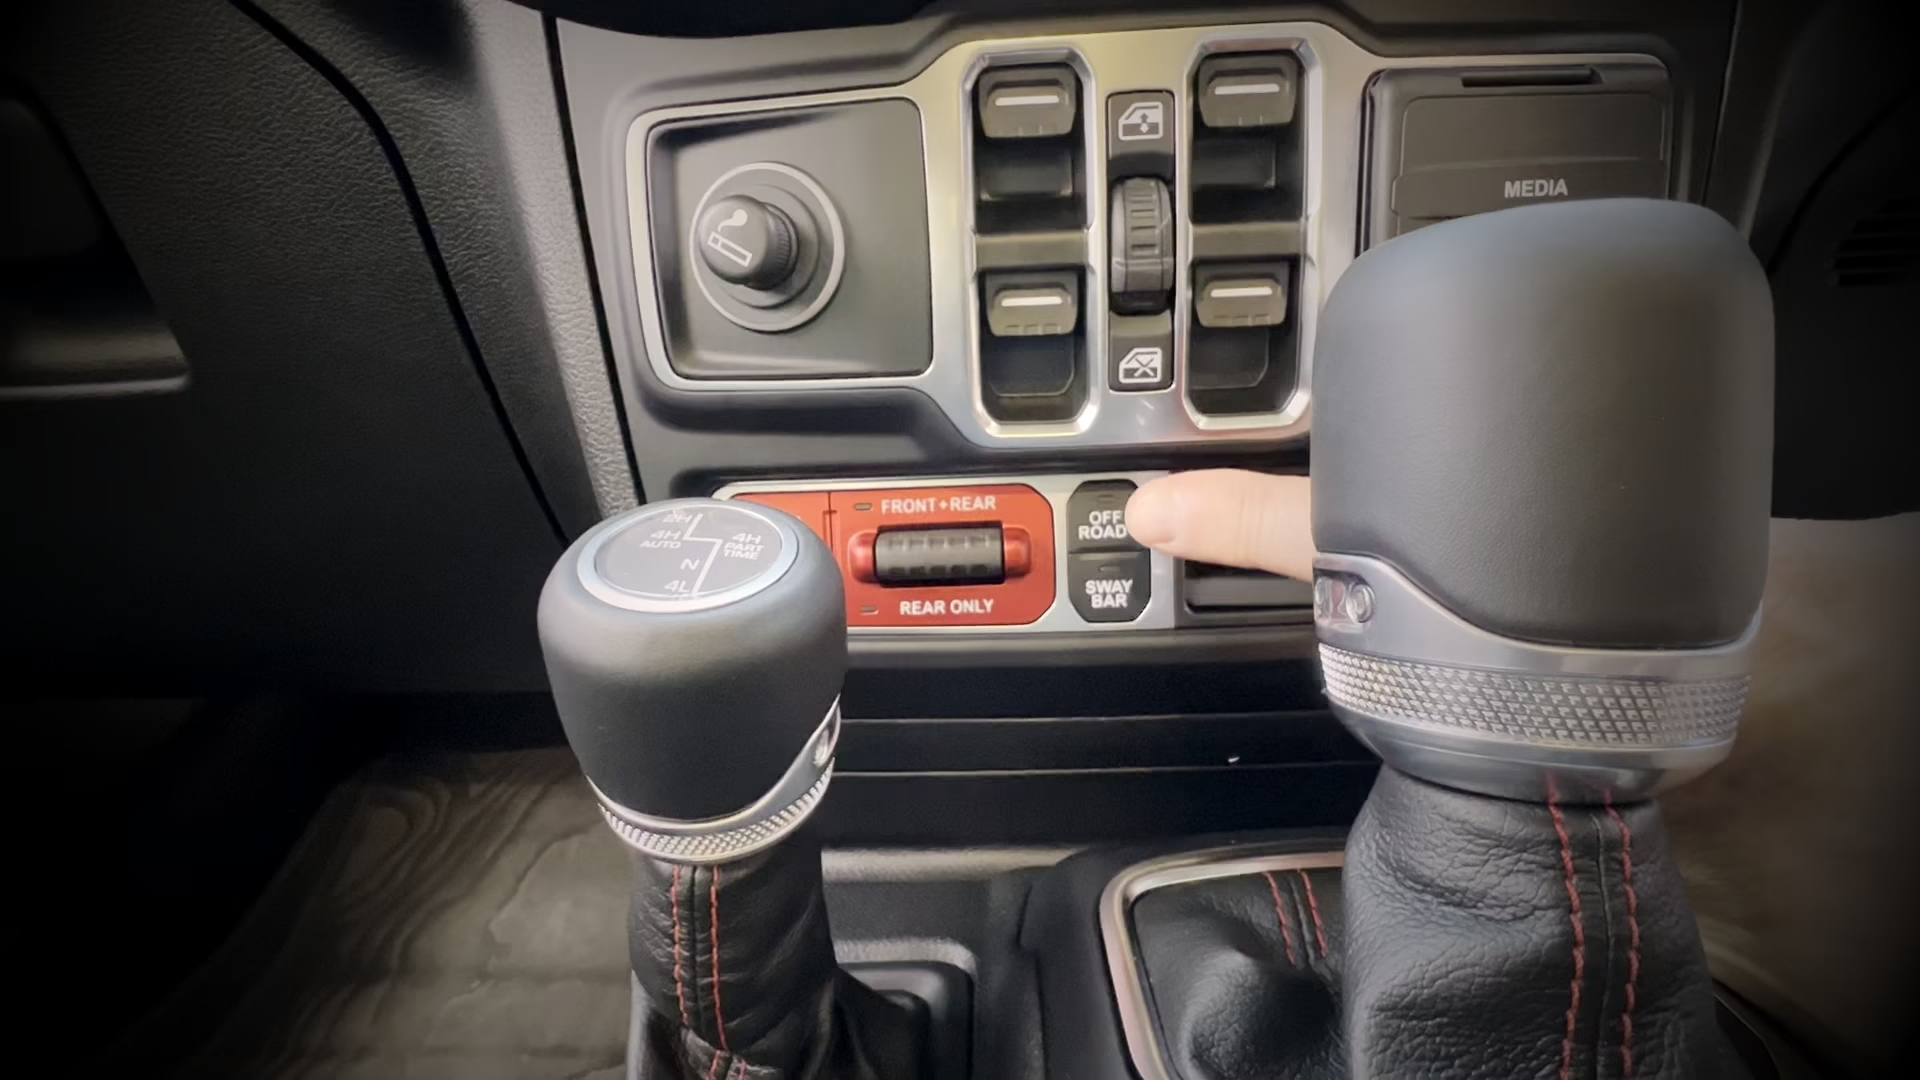 MEDIA
FRONT+REAR
REAR ONLY
OFF
ROAD
SWAY
BAR
2H
4H
AUTO
4H
PART
TIME
N
4L